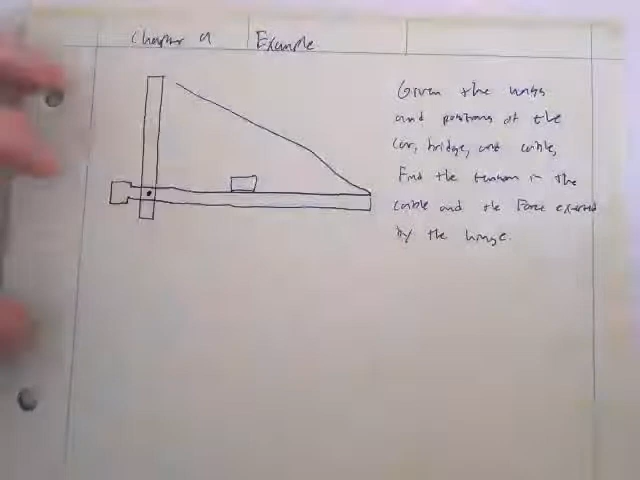 Chapter 9 Example
Given the
and positions of the
car, bridge, and cable,
Find the tension in the
cable and the Force exerted
by the hinge.